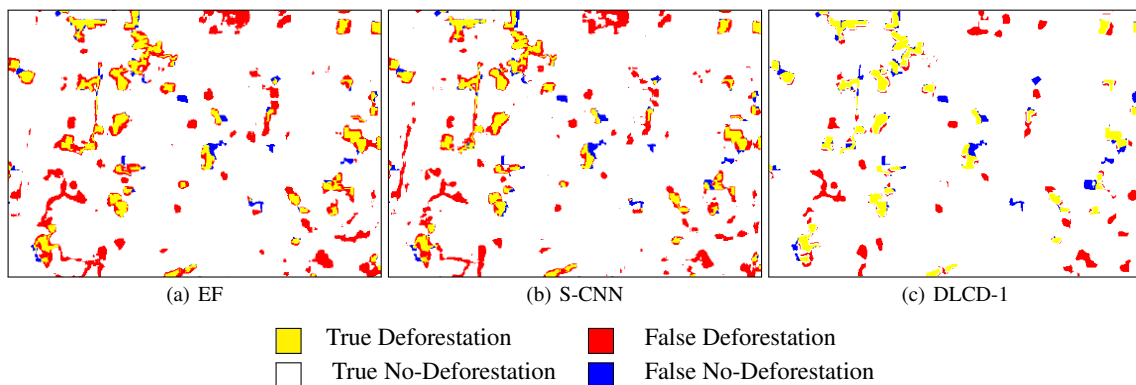 (a) EF
(b) S-CNN
(c) DLCD-1
True Deforestation
False Deforestation
True No-Deforestation
False No-Deforestation